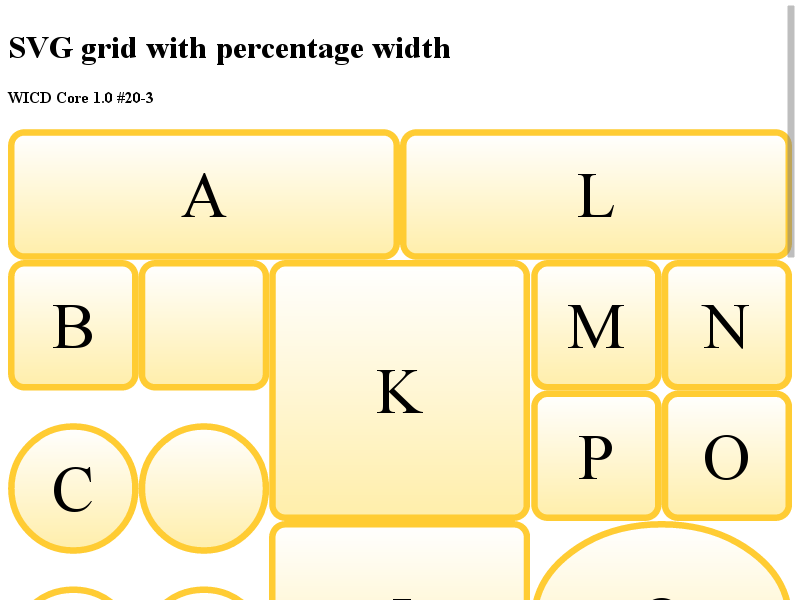 SVG grid with percentage width
WICD Core 1.0 #20-3
A L
B M N
K
P O
C